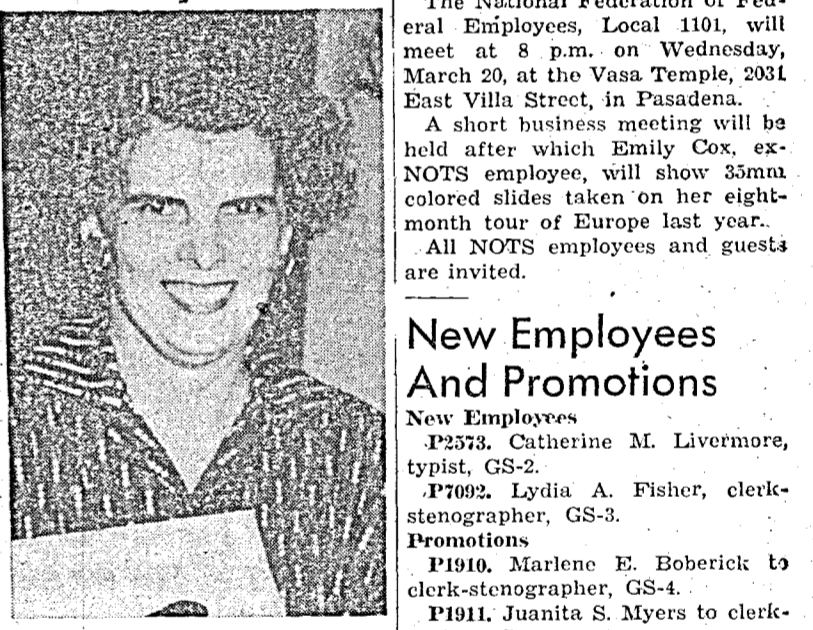 The National Federation of Fed-
eral Employees, Local 1101, will
meet at 8 p.m. on Wednesday,
March 20, at the Vasa Temple, 2031
East Villa Street, in Pasadena.
A short business meeting will be
held after which Emily Cox, ex-
NOTS employee, will show 35mm
colored slides taken on her eight-
month tour of Europe last year.
All NOTS employees and guests
are invited.
New Employees
And Promotions
New Employees
P2573. Catherine M. Livermore,
typist, GS-2.
P7092. Lydia A. Fisher, clerk-
stenographer, GS-3.
Promotions
P1910. Marlene E. Boberick to
clerk-stenographer, GS-4.
P1911. Juanita S. Myers to clerk-